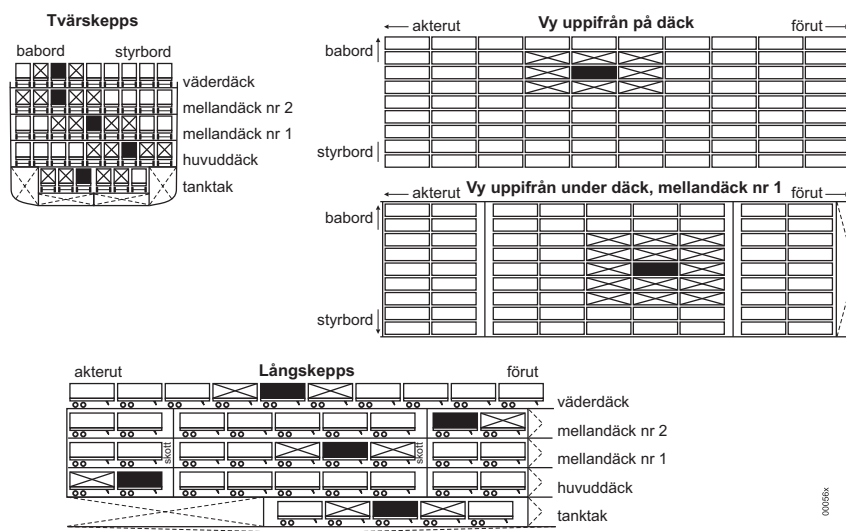 Tvärskepps
babord styrbord
väderdäck
mellandäck nr 2
mellandäck nr 1
huvuddäck
tanktak
Vy uppifrån på däck
akterut förut
babord
styrbord
Vy uppifrån under däck, mellandäck nr 1
akterut förut
babord
styrbord
Långskepps
akterut förut
väderdäck
mellandäck nr 2
skott skott
mellandäck nr 1
huvuddäck
tanktak
00056x